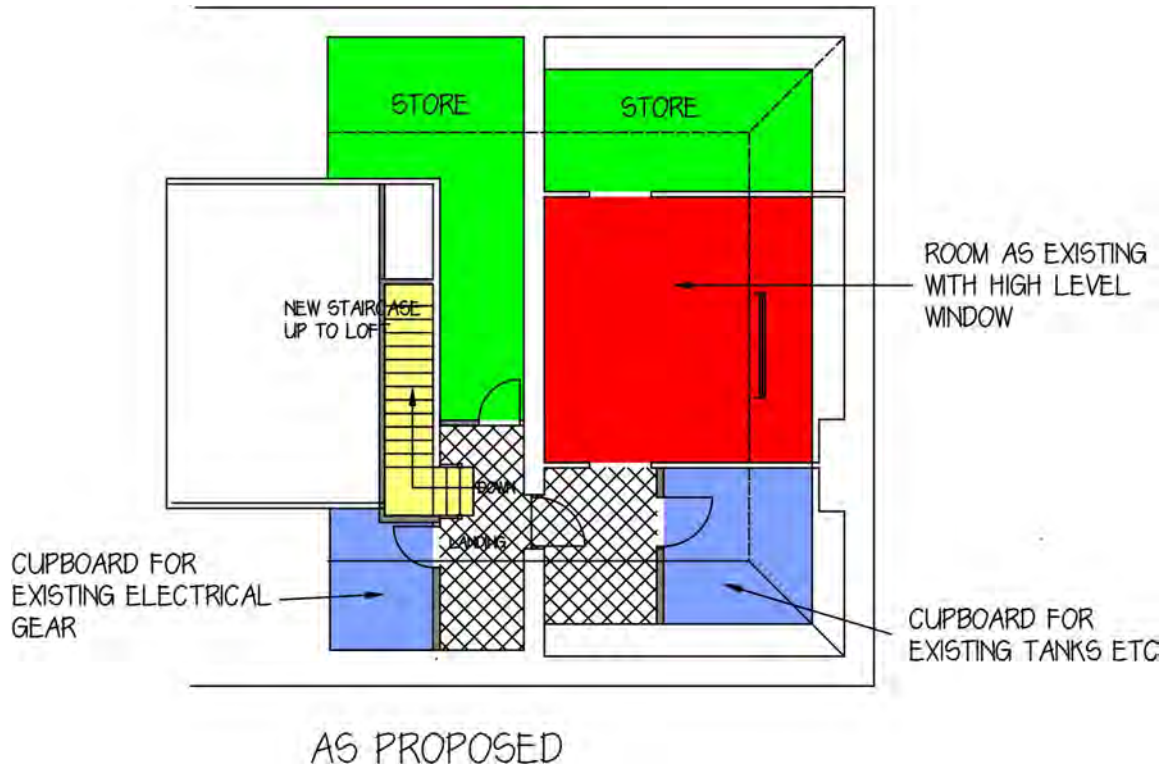 STORE
STORE
ROOM AS EXISTING
WITH HIGH LEVEL
WINDOW
NEW STAIRCASE
UP TO LOFT
DOWN
LANDING
CUPBOARD FOR
EXISTING ELECTRICAL
GEAR
CUPBOARD FOR
EXISTING TANKS ETC
AS PROPOSED